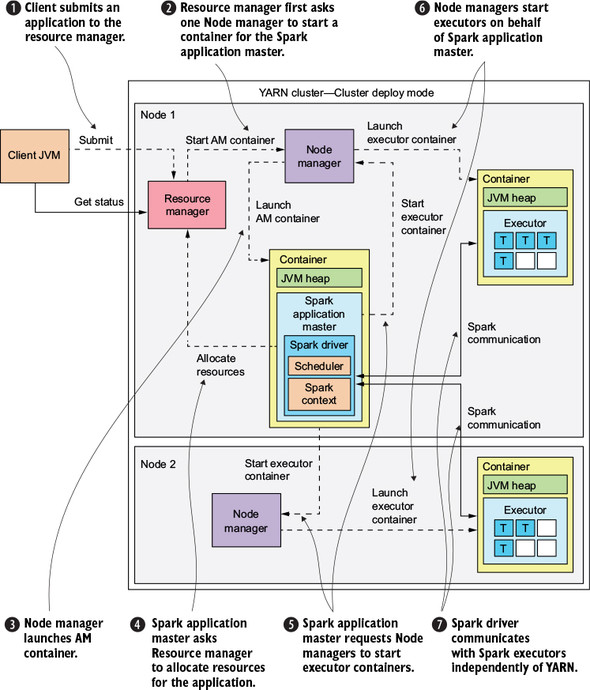 1 Client submits an
application to the
resource manager.
2 Resource manager first asks
one Node manager to start a
container for the Spark
application master.
6 Node managers start
executors on behalf
of Spark application
master.
YARN cluster—Cluster deploy mode
Node 1
Client JVM
Submit
Get status
Resource
manager
Start AM container
Node
manager
Launch
executor container
Launch
AM container
Start
executor
container
Container
JVM heap
Executor
T T T
T
Container
JVM heap
Spark
application
master
Spark driver
Scheduler
Spark
context
Allocate
resources
Spark
communication
Spark
communication
Node 2
Start executor
container
Node
manager
Launch
executor
container
Container
JVM heap
Executor
T T
T
3 Node manager
launches AM
container.
4 Spark application
master asks
Resource manager
to allocate resources
for the application.
5 Spark application
master requests Node
managers to start
executor containers.
7 Spark driver
communicates
with Spark executors
independently of YARN.